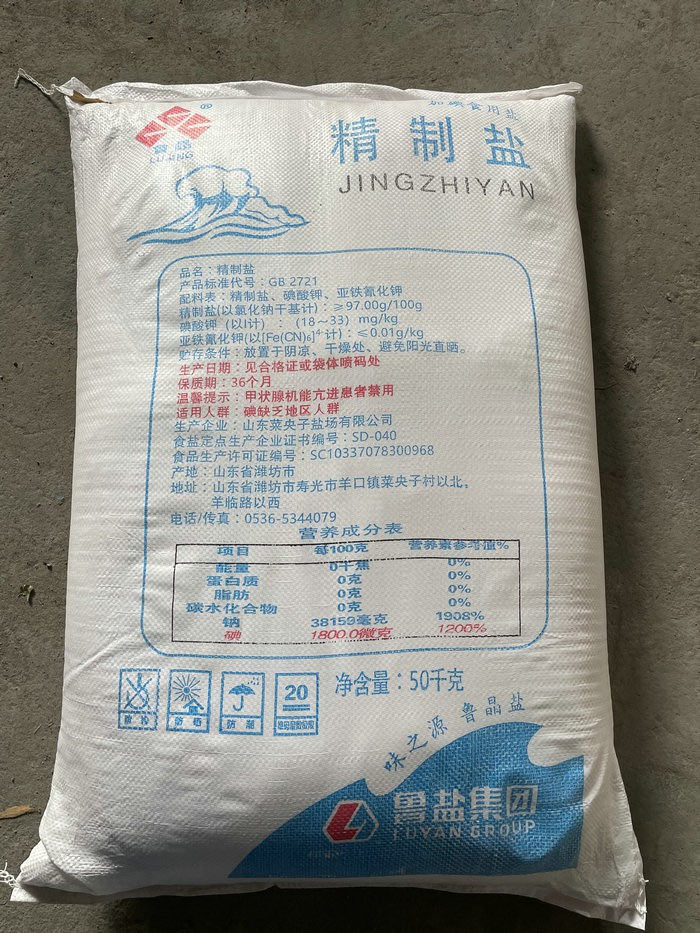 加碘食用盐
®
鲁晶
LUJING
精制盐
JINGZHIYAN
品名：精制盐
产品标准代号：GB 2721
配料表：精制盐、碘酸钾、亚铁氰化钾
精制盐(以氯化钠干基计)：≥97.00g/100g
碘酸钾（以I计）：(18～33）mg/kg
亚铁氰化钾(以[Fe(CN)₆]⁴⁻计)：≤0.01g/kg
贮存条件：放置于阴凉、干燥处、避免阳光直晒。
生产日期：见合格证或袋体喷码处
保质期：36个月
温馨提示：甲状腺机能亢进患者禁用
适用人群：碘缺乏地区人群
生产企业：山东菜央子盐场有限公司
食盐定点生产企业证书编号：SD-040
食品生产许可证编号：SC10337078300968
产地：山东省潍坊市
地址：山东省潍坊市寿光市羊口镇菜央子村以北。
羊临路以西
电话/传真：0536-5344079
营养成分表
项目 每100克 营养素参考值%
能量 0千焦 0%
蛋白质 0克 0%
脂肪 0克 0%
碳水化合物 0克 0%
钠 38159毫克 1908%
碘 1800.0微克 1200%
20
防晒 防潮
净含量：50千克
味之源 鲁晶盐
鲁盐集团
LUYAN GROUP